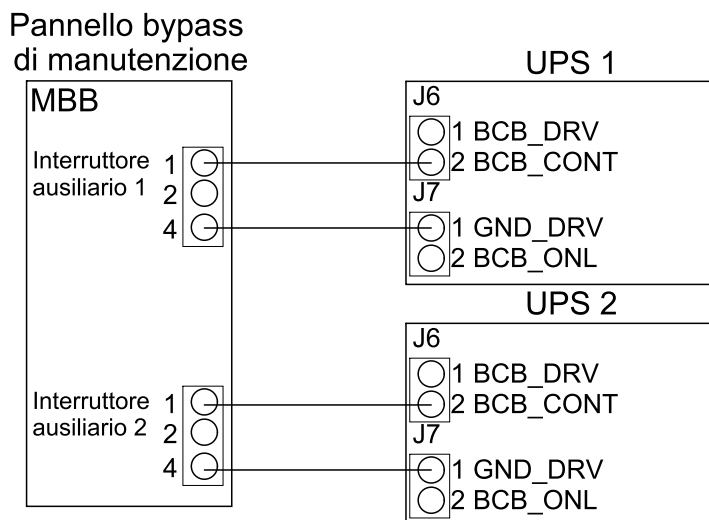 Pannello bypass
di manutenzione
MBB
Interruttore
ausiliario 1
1
2
4
Interruttore
ausiliario 2
1
2
4
UPS 1
J6
1 BCB_DRV
2 BCB_CONT
J7
1 GND_DRV
2 BCB_ONL
UPS 2
J6
1 BCB_DRV
2 BCB_CONT
J7
1 GND_DRV
2 BCB_ONL